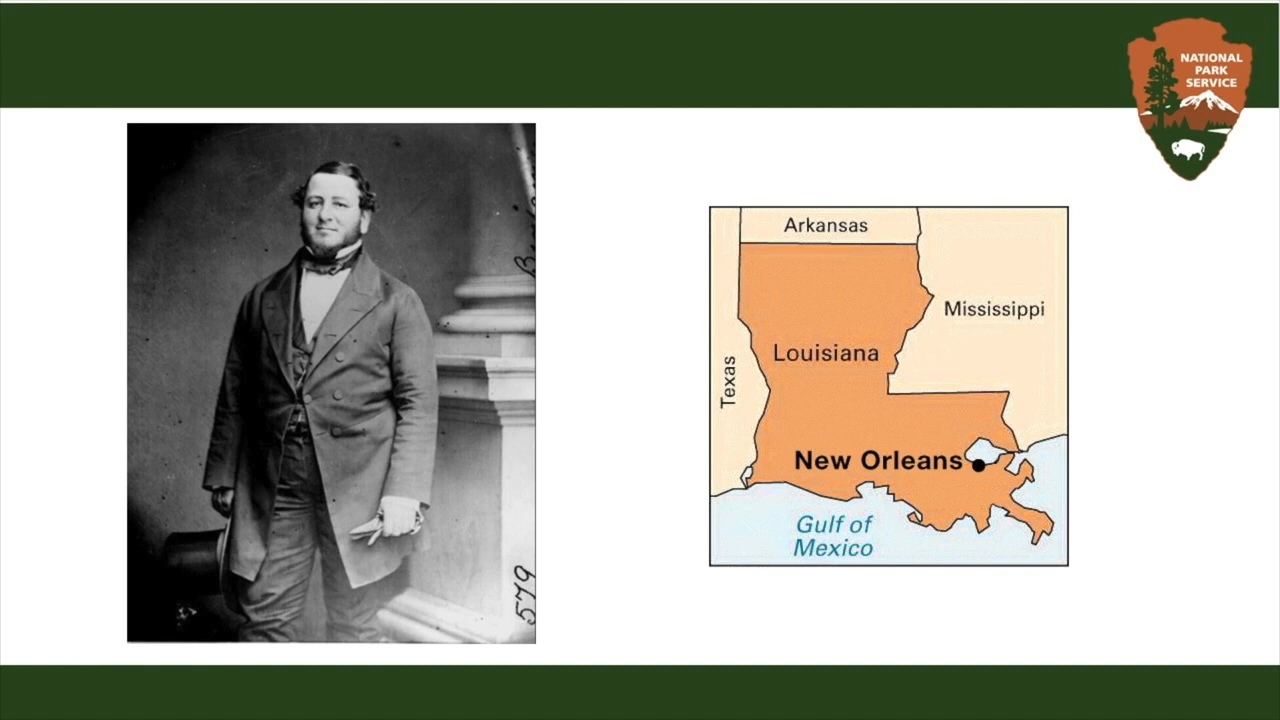 NATIONAL
PARK
SERVICE
Arkansas
Mississippi
Louisiana
Texas
New Orleans
Gulf of
Mexico
579